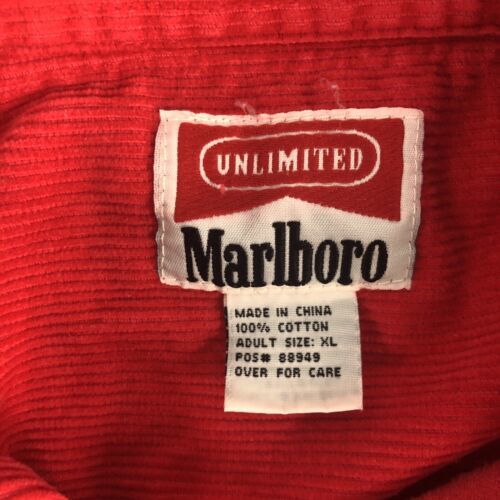 UNLIMITED
Marlboro
MADE IN CHINA
100% COTTON
ADULT SIZE: XL
POS# 88949
OVER FOR CARE